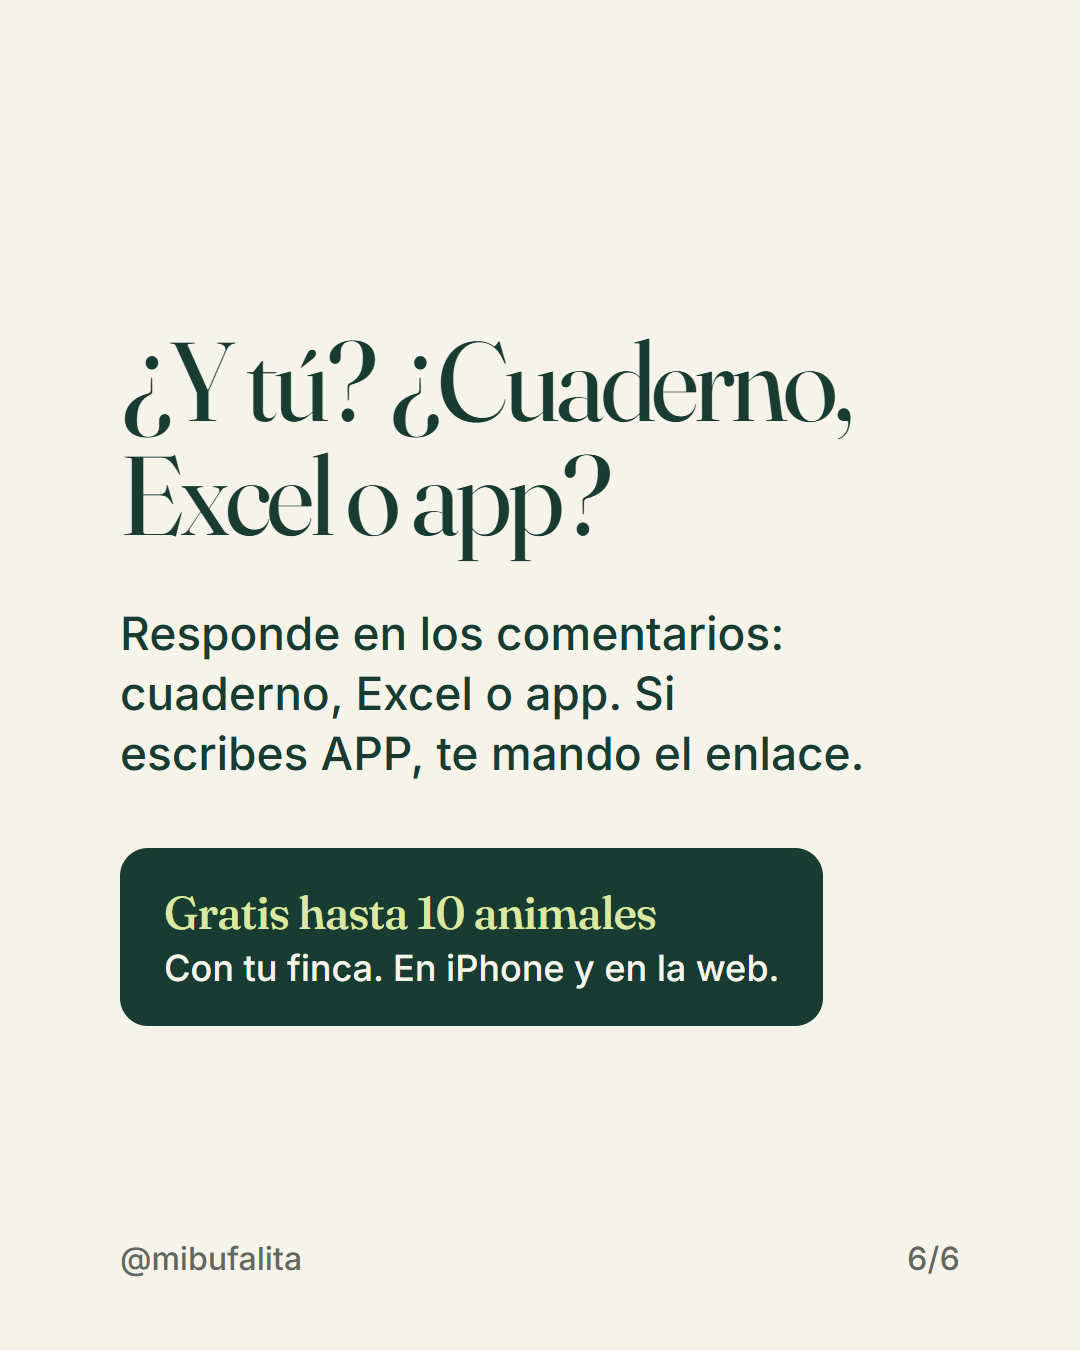 ¿Y tú? ¿Cuaderno,
Excel o app?
Responde en los comentarios:
cuaderno, Excel o app. Si
escribes APP, te mando el enlace.
Gratis hasta 10 animales
Con tu finca. En iPhone y en la web.
@mibufalita
6/6